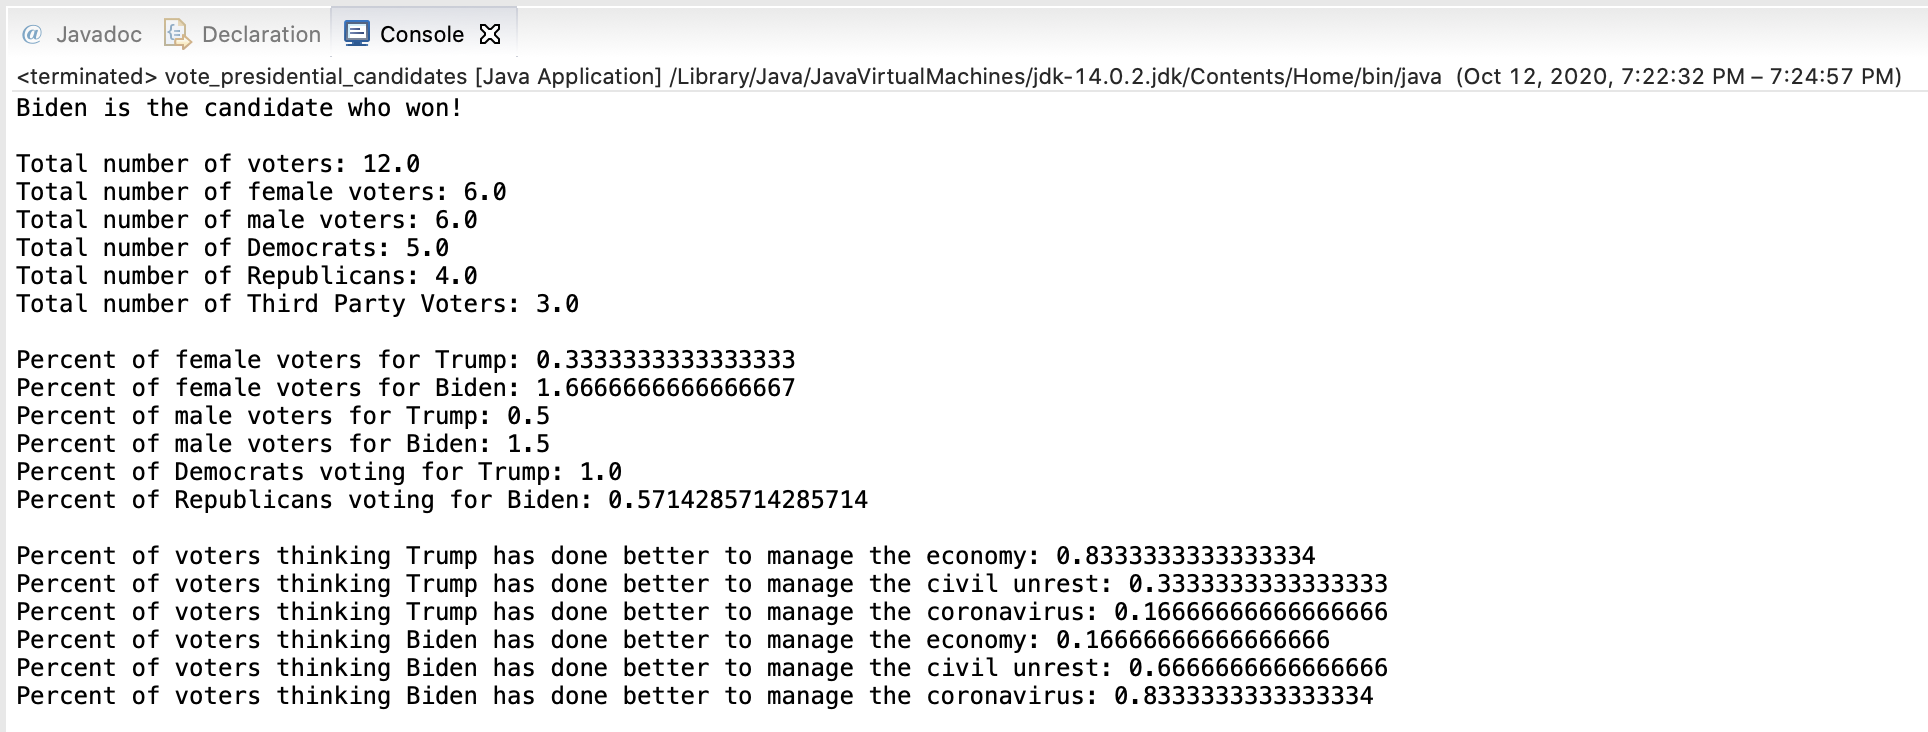 @ Javadoc Declaration Console
<terminated> vote_presidential_candidates [Java Application] /Library/Java/JavaVirtualMachines/jdk-14.0.2.jdk/Contents/Home/bin/java (Oct 12, 2020, 7:22:32 PM – 7:24:57 PM)
Biden is the candidate who won!
Total number of voters: 12.0
Total number of female voters: 6.0
Total number of male voters: 6.0
Total number of Democrats: 5.0
Total number of Republicans: 4.0
Total number of Third Party Voters: 3.0
Percent of female voters for Trump: 0.3333333333333333
Percent of female voters for Biden: 1.6666666666666667
Percent of male voters for Trump: 0.5
Percent of male voters for Biden: 1.5
Percent of Democrats voting for Trump: 1.0
Percent of Republicans voting for Biden: 0.5714285714285714
Percent of voters thinking Trump has done better to manage the economy: 0.8333333333333334
Percent of voters thinking Trump has done better to manage the civil unrest: 0.3333333333333333
Percent of voters thinking Trump has done better to manage the coronavirus: 0.16666666666666666
Percent of voters thinking Biden has done better to manage the economy: 0.16666666666666666
Percent of voters thinking Biden has done better to manage the civil unrest: 0.6666666666666666
Percent of voters thinking Biden has done better to manage the coronavirus: 0.8333333333333334